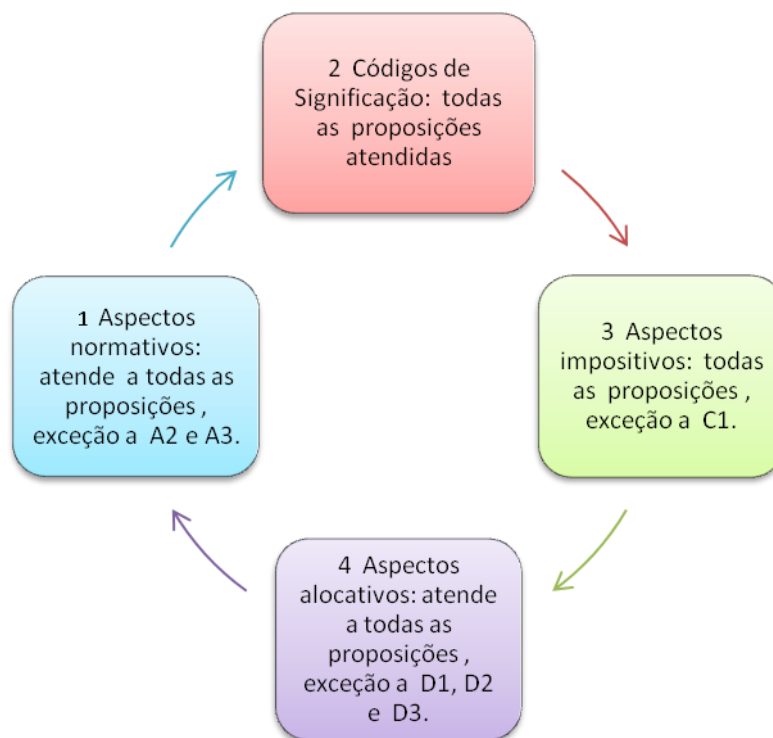 2 Códigos de
Significação: todas
as proposições
atendidas
1 Aspectos
normativos:
atende a todas as
proposições ,
exceção a A2 e A3.
3 Aspectos
impositivos: todas
as proposições ,
exceção a C1.
4 Aspectos
alocativos: atende
a todas as
proposições ,
exceção a D1, D2
e D3.